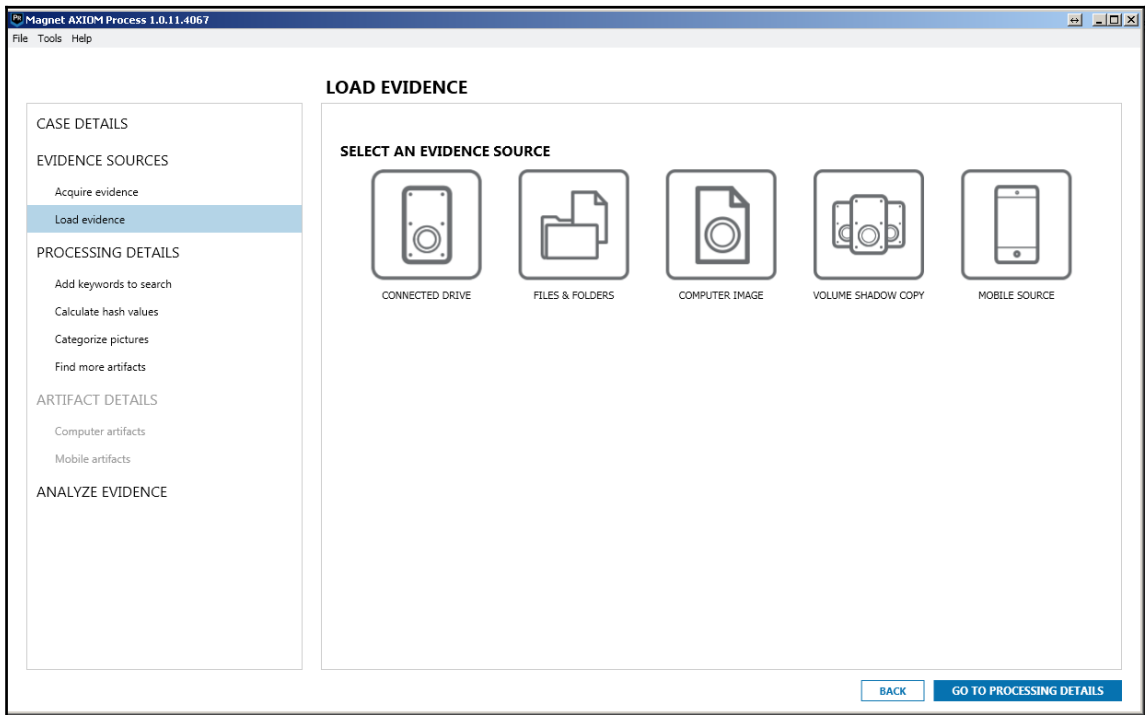 PR Magnet AXIOM Process 1.0.11.4067
File Tools Help
LOAD EVIDENCE
CASE DETAILS
EVIDENCE SOURCES
Acquire evidence
Load evidence
PROCESSING DETAILS
Add keywords to search
Calculate hash values
Categorize pictures
Find more artifacts
ARTIFACT DETAILS
Computer artifacts
Mobile artifacts
ANALYZE EVIDENCE
SELECT AN EVIDENCE SOURCE
CONNECTED DRIVE
FILES & FOLDERS
COMPUTER IMAGE
VOLUME SHADOW COPY
MOBILE SOURCE
BACK
GO TO PROCESSING DETAILS